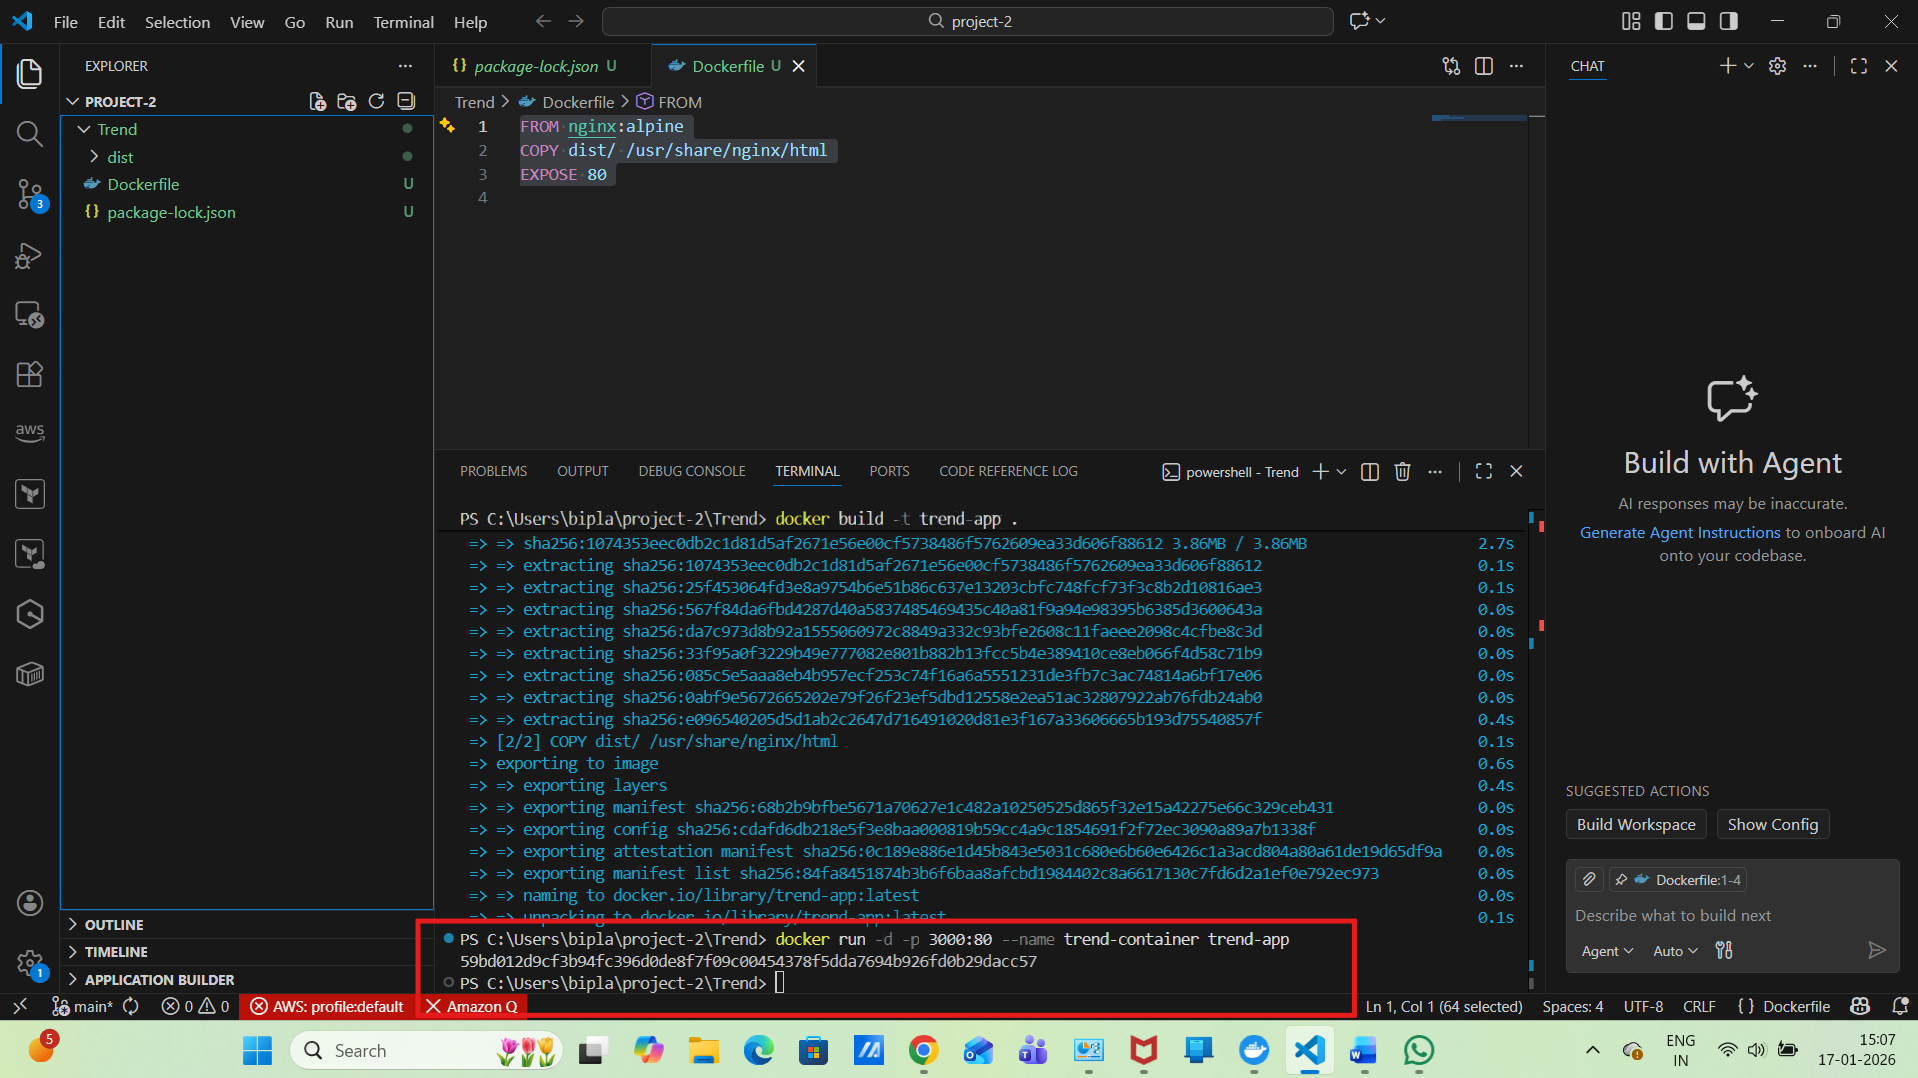 File Edit Selection View Go Run Terminal Help
project-2
EXPLORER
PROJECT-2
Trend
dist
Dockerfile U
package-lock.json U
OUTLINE
TIMELINE
APPLICATION BUILDER
{} package-lock.json U
Dockerfile U
Trend > Dockerfile > FROM
1 FROM nginx:alpine
2 COPY dist/ /usr/share/nginx/html
3 EXPOSE 80
4
PROBLEMS OUTPUT DEBUG CONSOLE TERMINAL PORTS CODE REFERENCE LOG
powershell - Trend
PS C:\Users\bipla\project-2\Trend> docker build -t trend-app .
=> => sha256:1074353eec0db2c1d81d5af2671e56e00cf5738486f5762609ea33d606f88612 3.86MB / 3.86MB 2.7s
=> => extracting sha256:1074353eec0db2c1d81d5af2671e56e00cf5738486f5762609ea33d606f88612 0.1s
=> => extracting sha256:25f453064fd3e8a9754b6e51b86c637e13203cbfc748fcf73f3c8b2d10816ae3 0.1s
=> => extracting sha256:567f84da6fbd4287d40a5837485469435c40a81f9a94e98395b6385d3600643a 0.0s
=> => extracting sha256:da7c973d8b92a1555060972c8849a332c93bfe2608c11faeee2098c4cfbe8c3d 0.0s
=> => extracting sha256:33f95a0f3229b49e777082e801b882b13fcc5b4e389410ce8eb066f4d58c71b9 0.0s
=> => extracting sha256:085c5e5aaa8eb4b957ecf253c74f16a6a5551231de3fb7c3ac74814a6bf17e06 0.0s
=> => extracting sha256:0abf9e5672665202e79f26f23ef5dbd12558e2ea51ac32807922ab76fdb24ab0 0.0s
=> => extracting sha256:e096540205d5d1ab2c2647d716491020d81e3f167a33606665b193d75540857f 0.4s
=> [2/2] COPY dist/ /usr/share/nginx/html 0.1s
=> exporting to image 0.6s
=> => exporting layers 0.4s
=> => exporting manifest sha256:68b2b9bfbe5671a70627e1c482a10250525d865f32e15a42275e66c329ceb431 0.0s
=> => exporting config sha256:cdafd6db218e5f3e8baa000819b59cc4a9c1854691f2f72ec3090a89a7b1338f 0.0s
=> => exporting attestation manifest sha256:0c189e886e1d45b843e5031c680e6b60e6426c1a3acd804a80a61de19d65df9a 0.0s
=> => exporting manifest list sha256:84fa8451874b3b6f6baa8afcbd1984402c8a6617130c7fd6d2a1ef0e792ec973 0.0s
=> => naming to docker.io/library/trend-app:latest 0.0s
=> => unpacking to docker.io/library/trend-app:latest 0.1s
PS C:\Users\bipla\project-2\Trend> docker run -d -p 3000:80 --name trend-container trend-app
59bd012d9cf3b94fc396d0de8f7f09c00454378f5dda7694b926fd0b29dacc57
PS C:\Users\bipla\project-2\Trend>
CHAT
Build with Agent
AI responses may be inaccurate.
Generate Agent Instructions to onboard AI
onto your codebase.
SUGGESTED ACTIONS
Build Workspace Show Config
Dockerfile:1-4
Describe what to build next
Agent Auto
aws
3
1
main* 0 0 AWS: profile:default Amazon Q Ln 1, Col 1 (64 selected) Spaces: 4 UTF-8 CRLF {} Dockerfile
5
Search
ENG
IN
15:07
17-01-2026